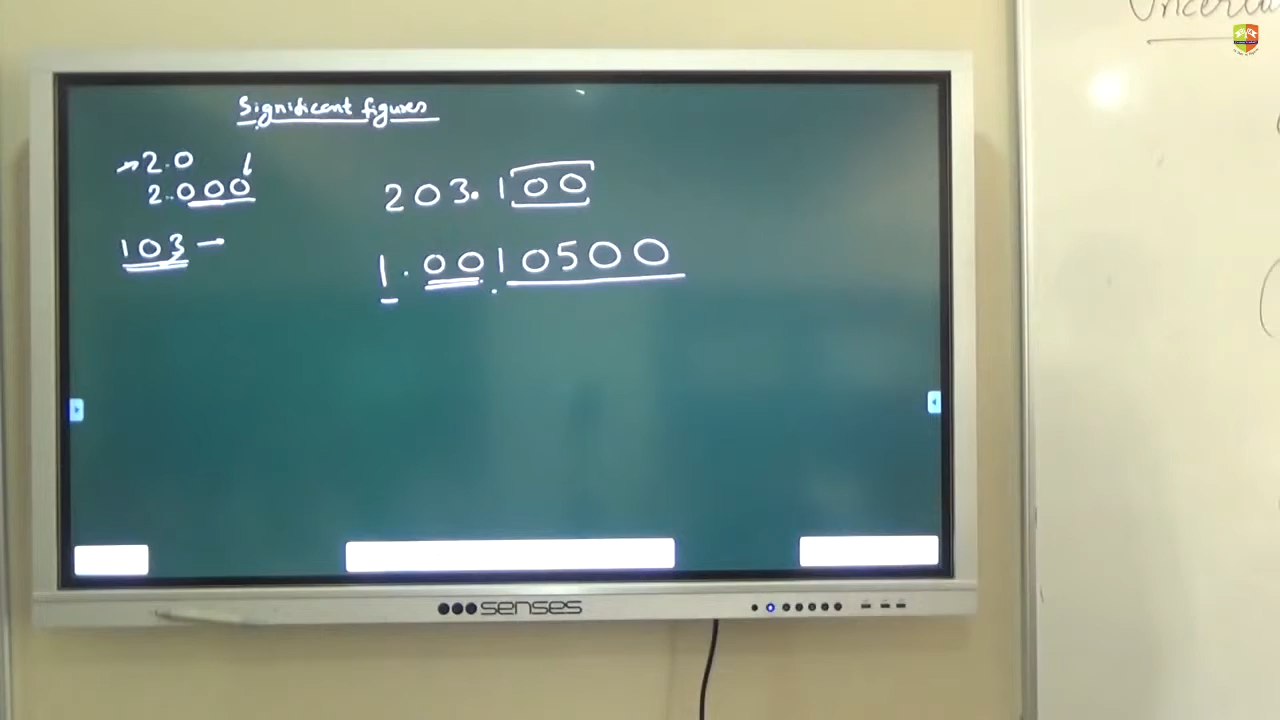 Significant figures
→ 2.0
2.000
103 —
203.100
1.0010500
senses